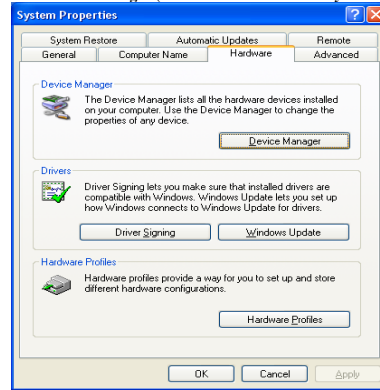 System Properties
System Restore Automatic Updates Remote
General Computer Name Hardware Advanced
Device Manager
The Device Manager lists all the hardware devices installed
on your computer. Use the Device Manager to change the
properties of any device.
Device Manager
Drivers
Driver Signing lets you make sure that installed drivers are
compatible with Windows. Windows Update lets you set up
how Windows connects to Windows Update for drivers.
Driver Signing Windows Update
Hardware Profiles
Hardware profiles provide a way for you to set up and store
different hardware configurations.
Hardware Profiles
OK Cancel Apply